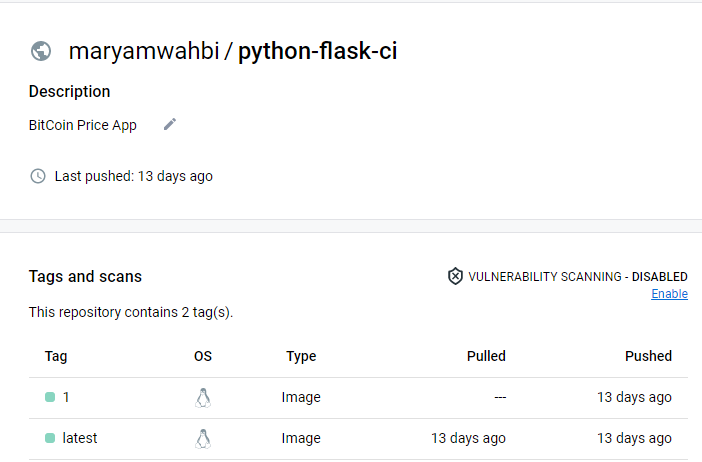 maryamwahbi / python-flask-ci
Description
BitCoin Price App
Last pushed: 13 days ago
Tags and scans
VULNERABILITY SCANNING - DISABLED
Enable
This repository contains 2 tag(s).
Tag OS Type Pulled Pushed
1 Image --- 13 days ago
latest Image 13 days ago 13 days ago